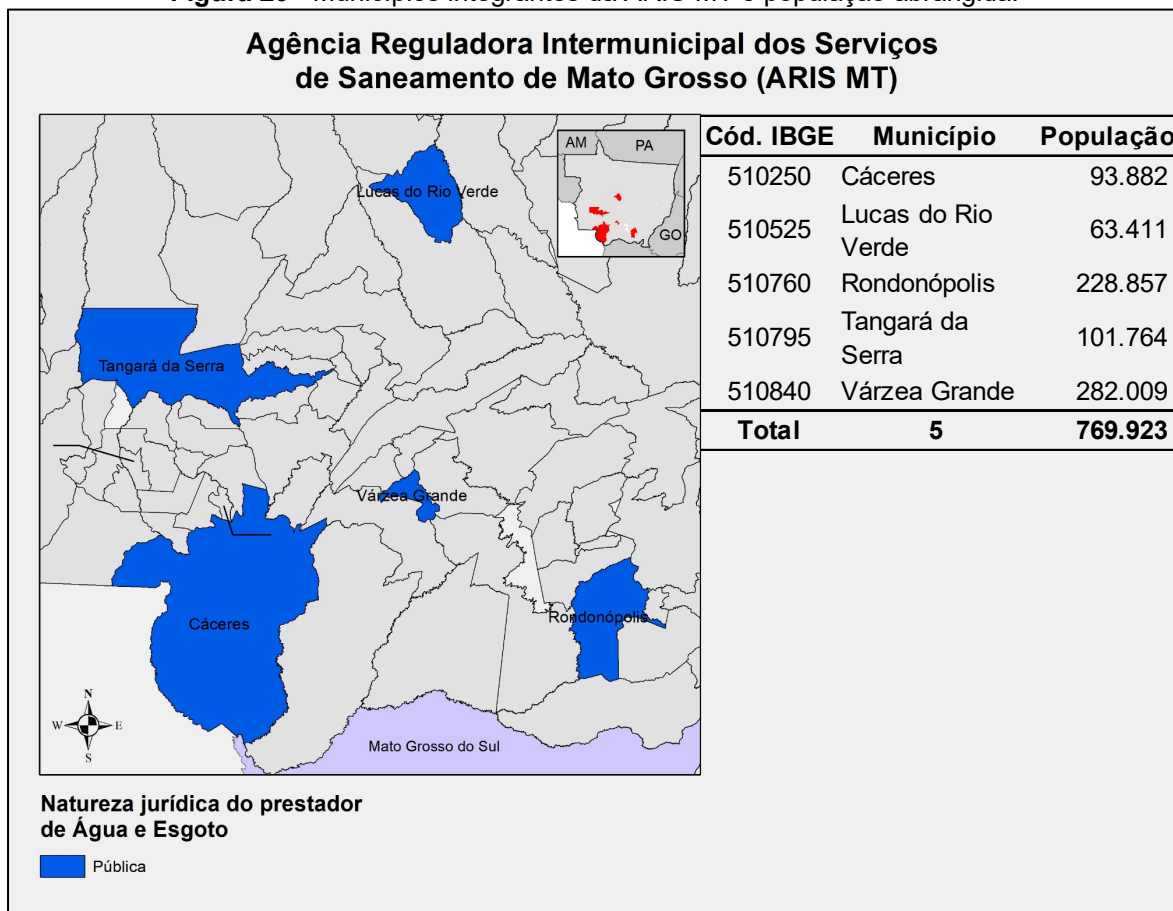 Agência Reguladora Intermunicipal dos Serviços
de Saneamento de Mato Grosso (ARIS MT)
Lucas do Rio Verde
Tangará da Serra
Várzea Grande
Cáceres
Rondonópolis
Mato Grosso do Sul
AM
PA
GO
N
W
E
S
Cód. IBGE Município População
510250 Cáceres 93.882
510525 Lucas do Rio Verde 63.411
510760 Rondonópolis 228.857
510795 Tangará da Serra 101.764
510840 Várzea Grande 282.009
Total 5 769.923
Natureza jurídica do prestador
de Água e Esgoto
Pública